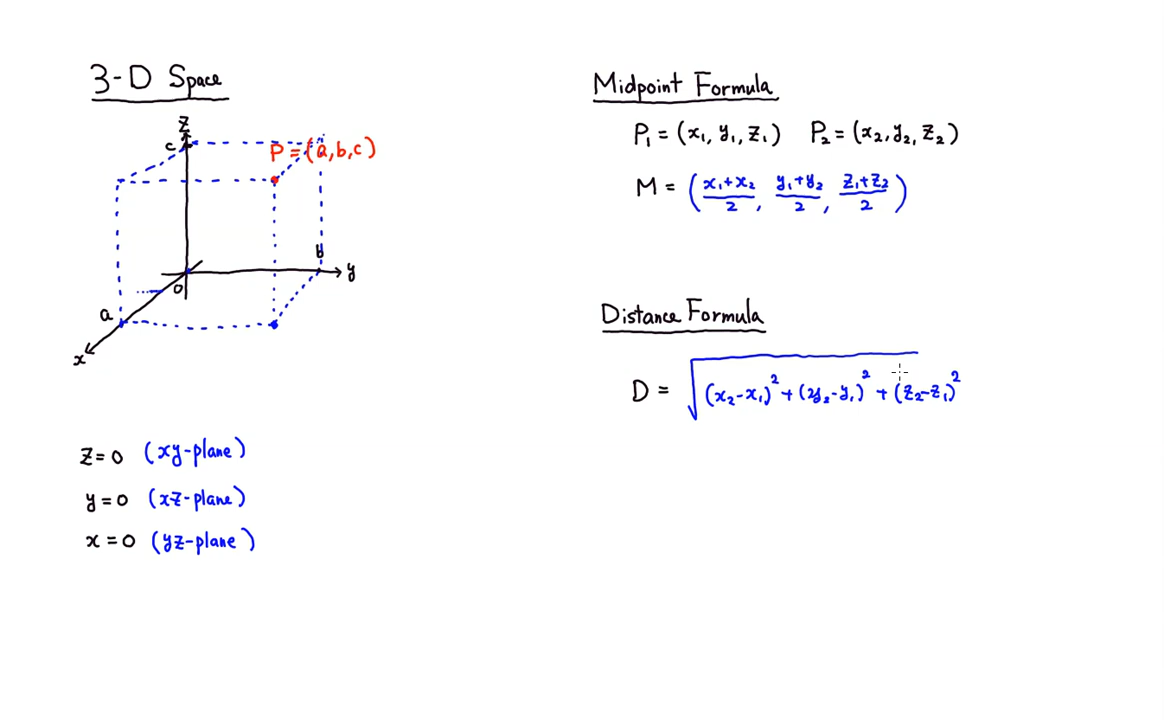 3-D Space
z
c
P = (a,b,c)
b
y
0
a
x
z = 0 (xy-plane)
y = 0 (xz-plane)
x = 0 (yz-plane)
Midpoint Formula
P₁ = (x₁, y₁, z₁) P₂ = (x₂, y₂, z₂)
M = ( (x₁+x₂)/2, (y₁+y₂)/2, (z₁+z₂)/2 )
Distance Formula
D = √((x₂-x₁)² + (y₂-y₁)² + (z₂-z₁)²)